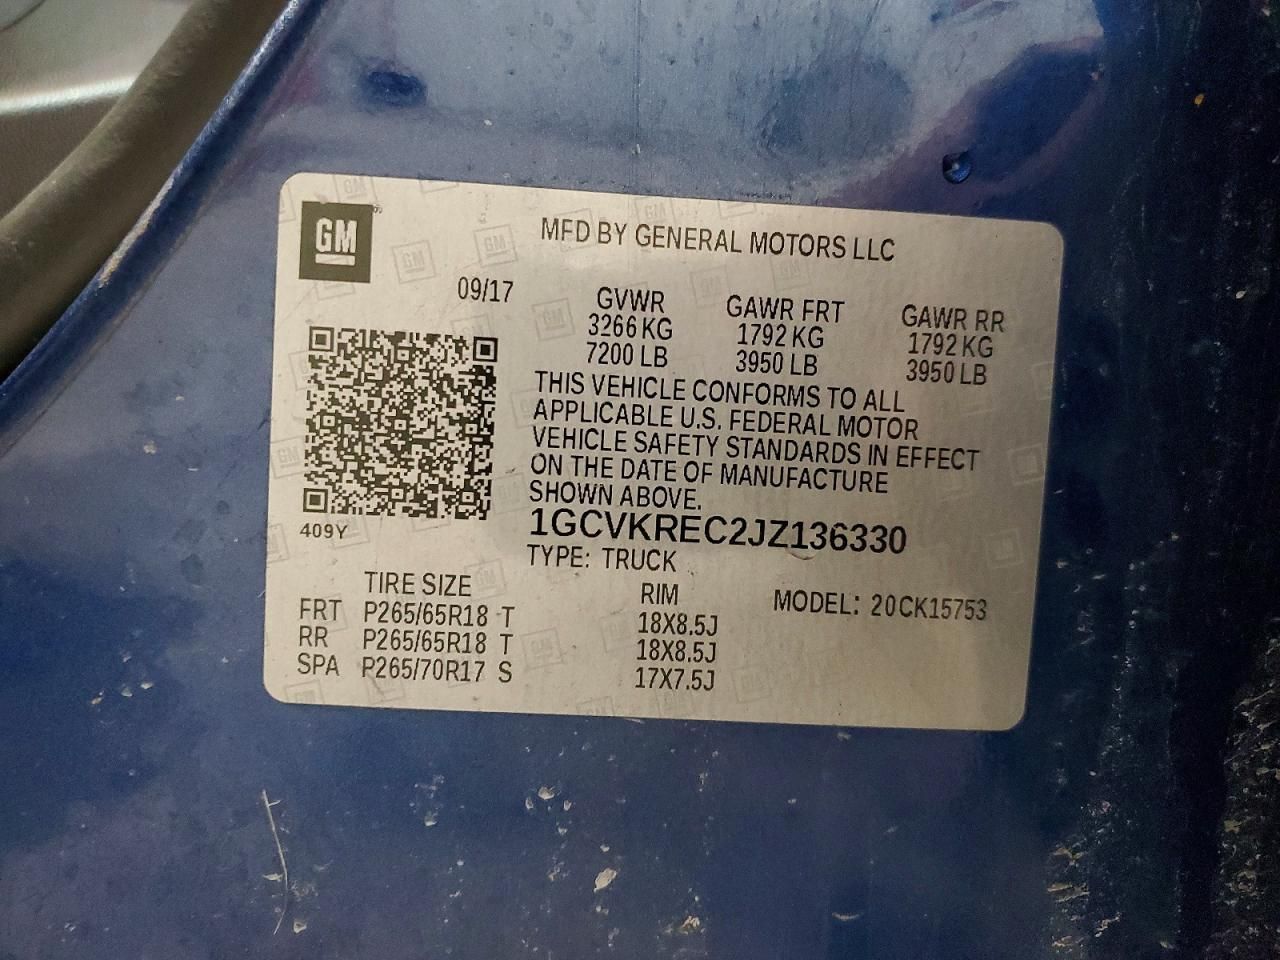 GM
MFD BY GENERAL MOTORS LLC
09/17
GVWR GAWR FRT GAWR RR
3266 KG 1792 KG 1792 KG
7200 LB 3950 LB 3950 LB
THIS VEHICLE CONFORMS TO ALL
APPLICABLE U.S. FEDERAL MOTOR
VEHICLE SAFETY STANDARDS IN EFFECT
ON THE DATE OF MANUFACTURE
SHOWN ABOVE.
409Y
1GCVKREC2JZ136330
TYPE: TRUCK
TIRE SIZE RIM MODEL: 20CK15753
FRT P265/65R18 T 18X8.5J
RR P265/65R18 T 18X8.5J
SPA P265/70R17 S 17X7.5J